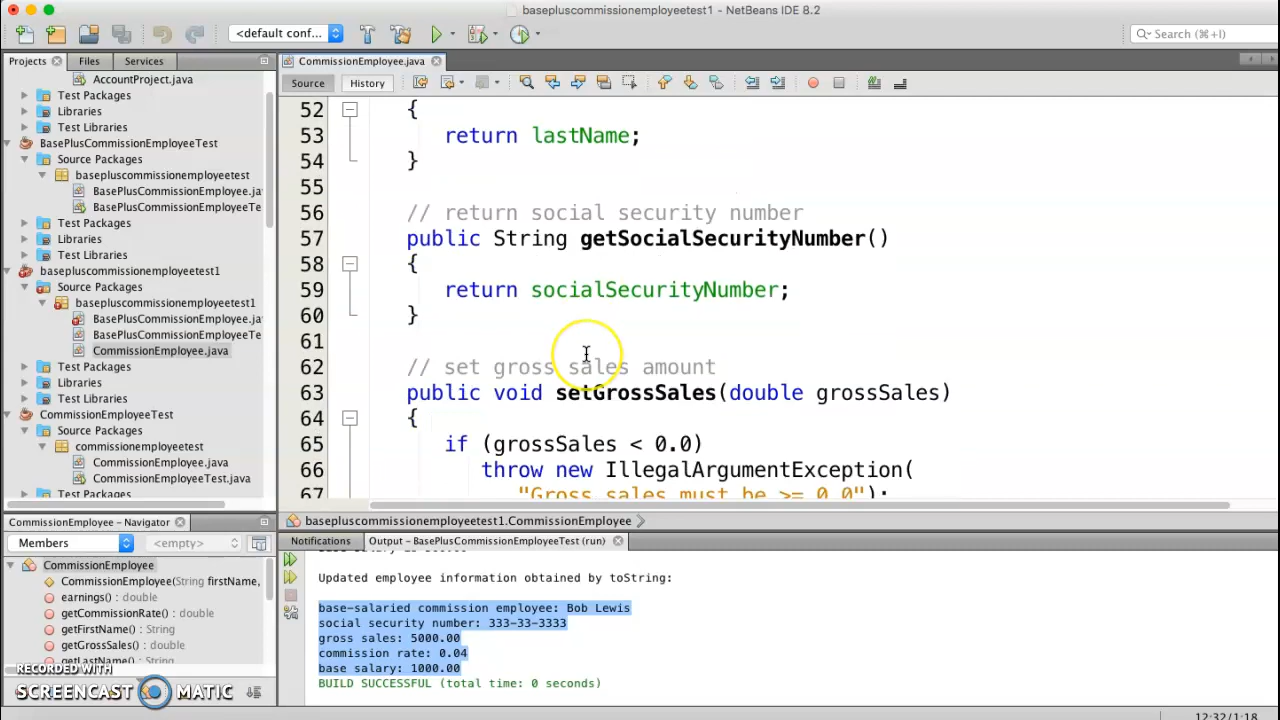 basepluscommissionemployeetest1 - NetBeans IDE 8.2
<default conf...
Search (⌘+I)
Projects
Files
Services
CommissionEmployee.java
Source
History
AccountProject.java
Test Packages
Libraries
Test Libraries
BasePlusCommissionEmployeeTest
Source Packages
basepluscommissionemployeetest
BasePlusCommissionEmployee.ja
BasePlusCommissionEmployeeTe
Test Packages
Libraries
Test Libraries
basepluscommissionemployeetest1
Source Packages
basepluscommissionemployeetest1
BasePlusCommissionEmployee.ja
BasePlusCommissionEmployeeTe
CommissionEmployee.java
Test Packages
Libraries
Test Libraries
CommissionEmployeeTest
Source Packages
commissionemployeetest
CommissionEmployee.java
CommissionEmployeeTest.java
Test Packages
52 {
53 return lastName;
54 }
55
56 // return social security number
57 public String getSocialSecurityNumber()
58 {
59 return socialSecurityNumber;
60 }
61
62 // set gross sales amount
63 public void setGrossSales(double grossSales)
64 {
65 if (grossSales < 0.0)
66 throw new IllegalArgumentException(
67 "Gross sales must be >= 0.0");
basepluscommissionemployeetest1.CommissionEmployee
CommissionEmployee - Navigator
Members
<empty>
CommissionEmployee
CommissionEmployee(String firstName,
earnings() : double
getCommissionRate() : double
getFirstName() : String
getGrossSales() : double
getLastName() : String
RECORDED WITH
SCREENCAST MATIC
Notifications
Output - BasePlusCommissionEmployeeTest (run)
Updated employee information obtained by toString:
base-salaried commission employee: Bob Lewis
social security number: 333-33-3333
gross sales: 5000.00
commission rate: 0.04
base salary: 1000.00
BUILD SUCCESSFUL (total time: 0 seconds)
12:32/1:18